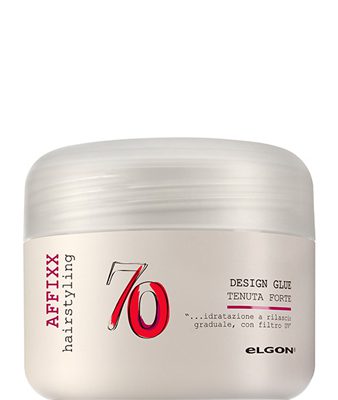 AFFIXX
hairstyling
70
DESIGN GLUE
TENUTA FORTE
"...idratazione a rilascio
graduale, con filtro UV"
eLGON